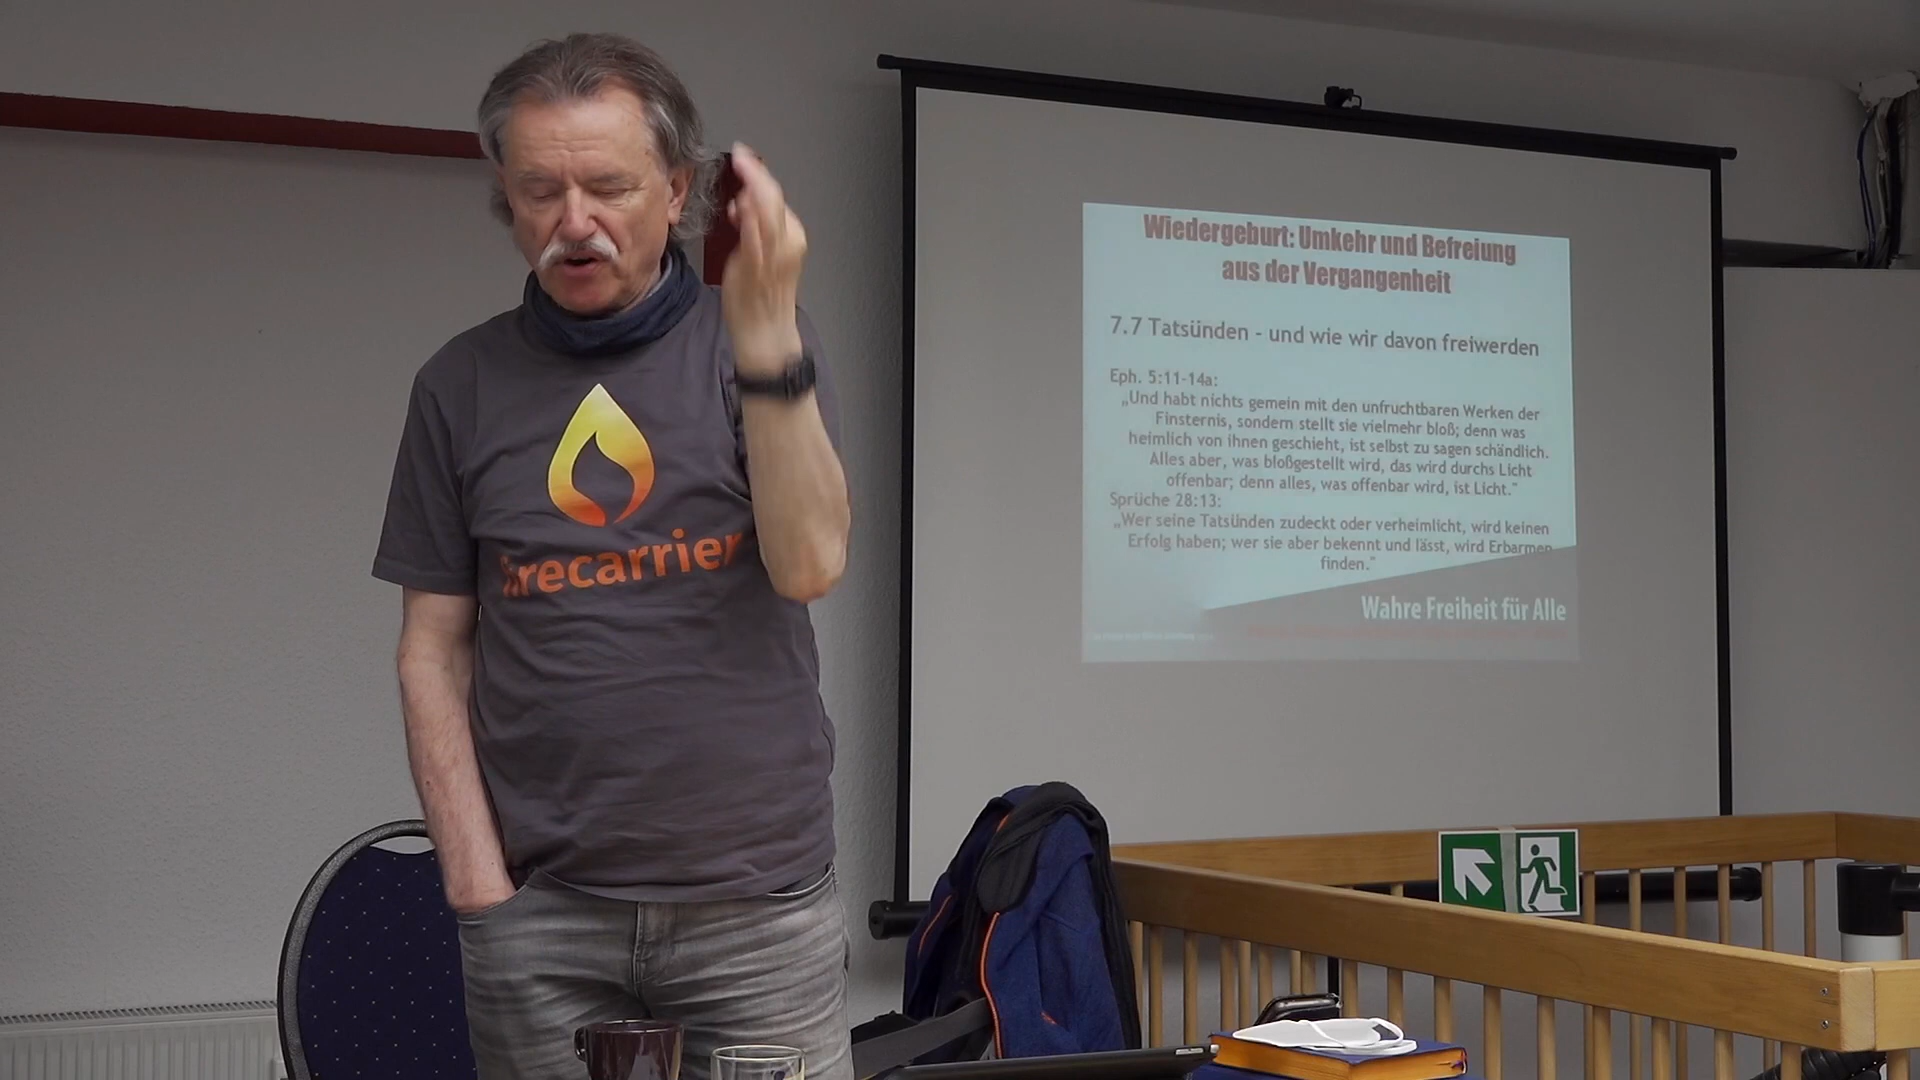 firecarrier
Wiedergeburt: Umkehr und Befreiung
aus der Vergangenheit
7.7 Tatsünden - und wie wir davon freiwerden
Eph. 5:11-14a:
„Und habt nichts gemein mit den unfruchtbaren Werken der
Finsternis, sondern stellt sie vielmehr bloß; denn was
heimlich von ihnen geschieht, ist selbst zu sagen schändlich.
Alles aber, was bloßgestellt wird, das wird durchs Licht
offenbar; denn alles, was offenbar wird, ist Licht."
Sprüche 28:13:
„Wer seine Tatsünden zudeckt oder verheimlicht, wird keinen
Erfolg haben; wer sie aber bekennt und lässt, wird Erbarmen
finden."
Wahre Freiheit für Alle